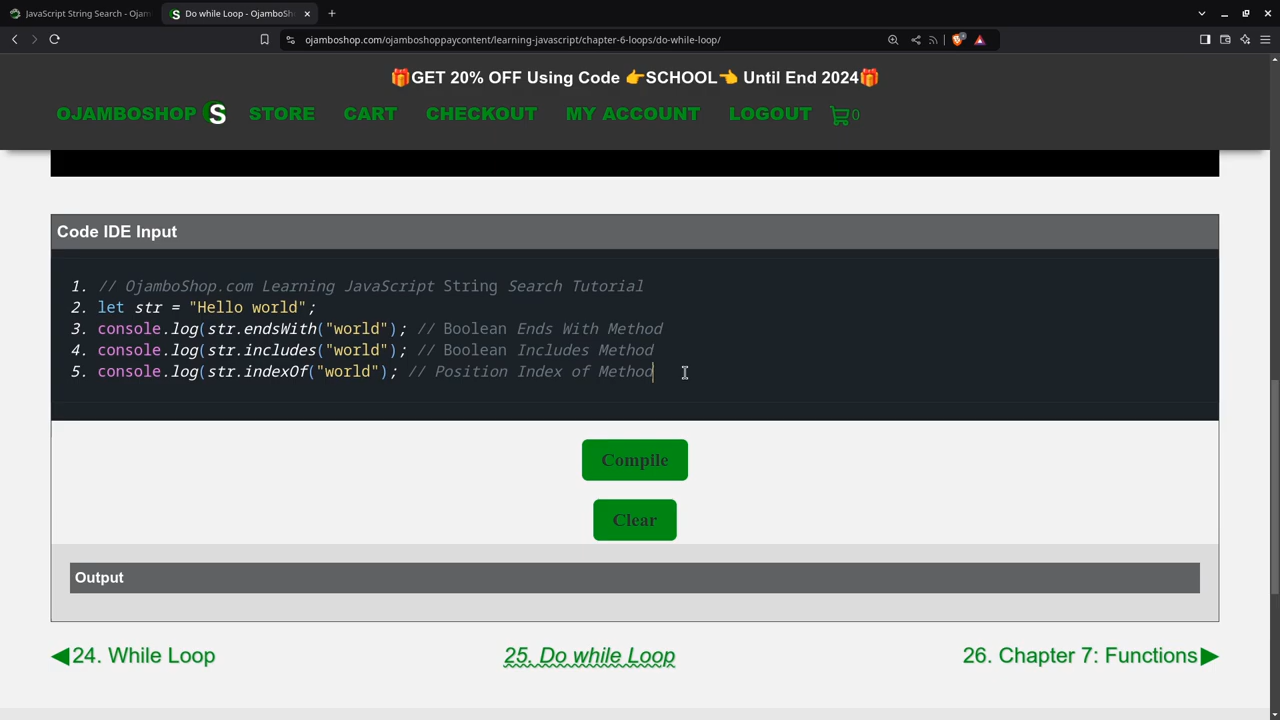 JavaScript String Search - Ojam
Do while Loop - OjamboSh
ojamboshop.com/ojamboshoppaycontent/learning-javascript/chapter-6-loops/do-while-loop/
🎁GET 20% OFF Using Code 👉SCHOOL👈 Until End 2024🎁
OJAMBOSHOP S STORE CART CHECKOUT MY ACCOUNT LOGOUT 0
Code IDE Input
1. // OjamboShop.com Learning JavaScript String Search Tutorial
2. let str = "Hello world";
3. console.log(str.endsWith("world"); // Boolean Ends With Method
4. console.log(str.includes("world"); // Boolean Includes Method
5. console.log(str.indexOf("world"); // Position Index of Method
Compile
Clear
Output
◀24. While Loop
25. Do while Loop
26. Chapter 7: Functions▶